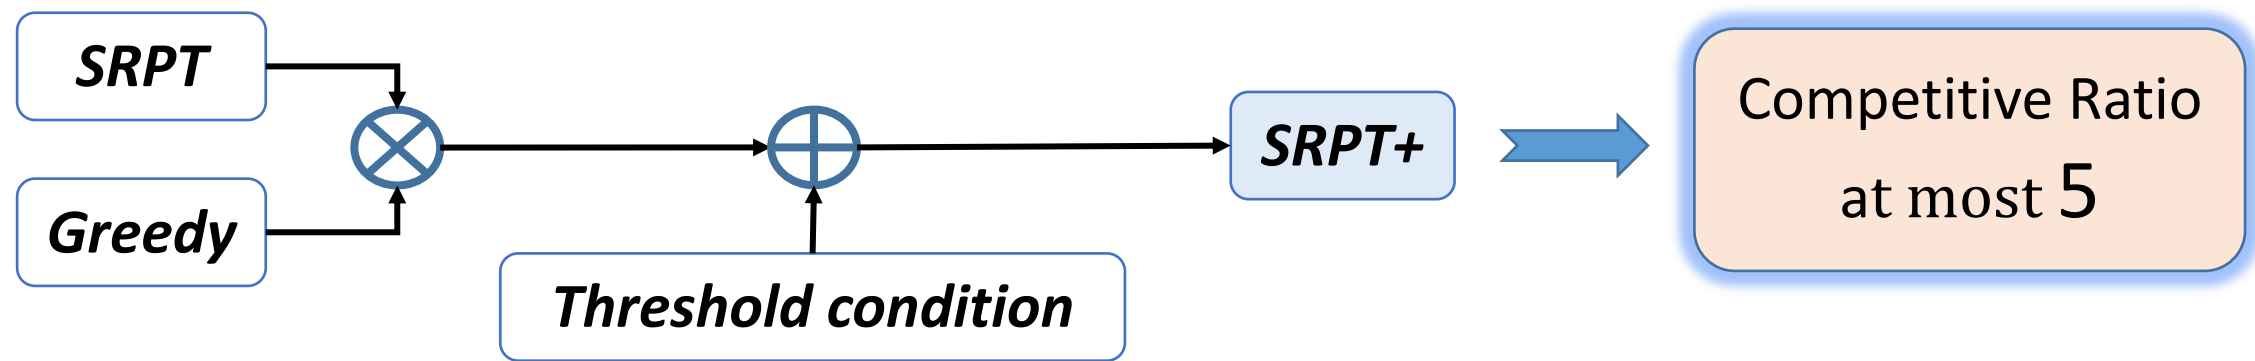 SRPT
Greedy
Threshold condition
SRPT+
Competitive Ratio
at most 5